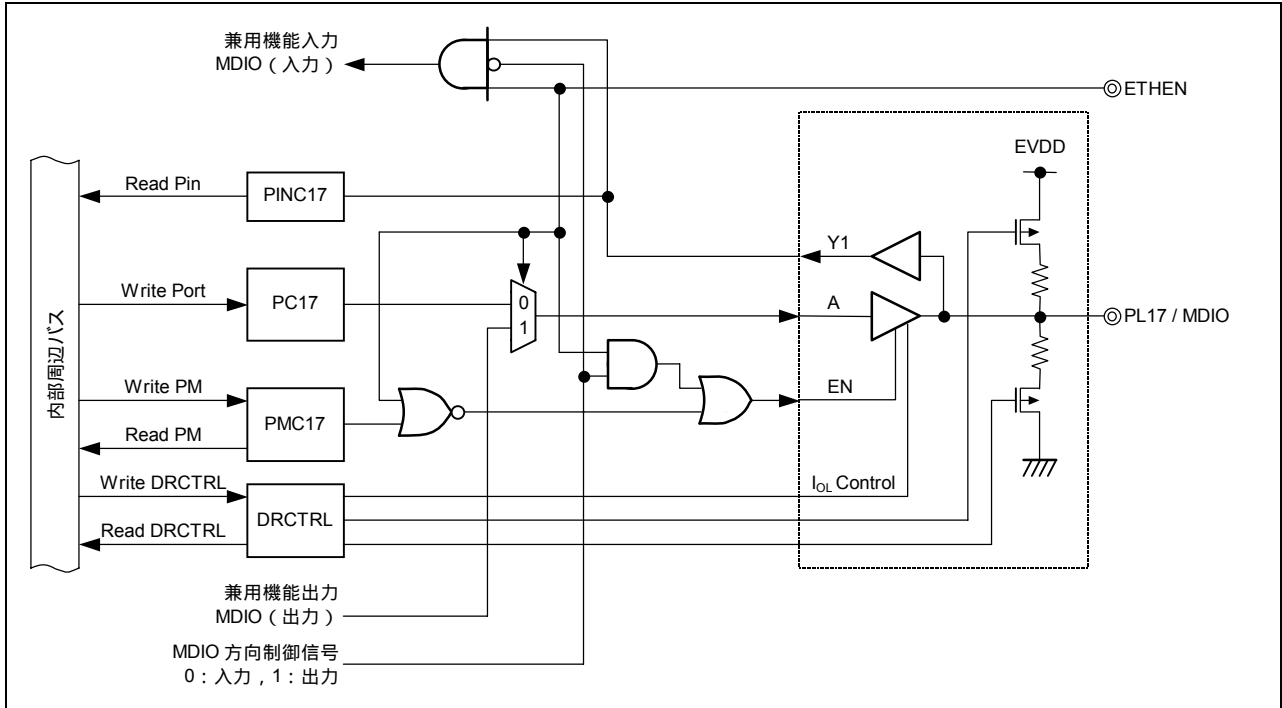 兼用機能入力
MDIO（入力）
ETHEN
EVDD
Read Pin
PINC17
Y1
Write Port
PC17
0
1
A
PL17 / MDIO
内部周辺バス
Write PM
PMC17
EN
Read PM
Write DRCTRL
DRCTRL
IOL Control
Read DRCTRL
兼用機能出力
MDIO（出力）
MDIO 方向制御信号
0：入力，1：出力